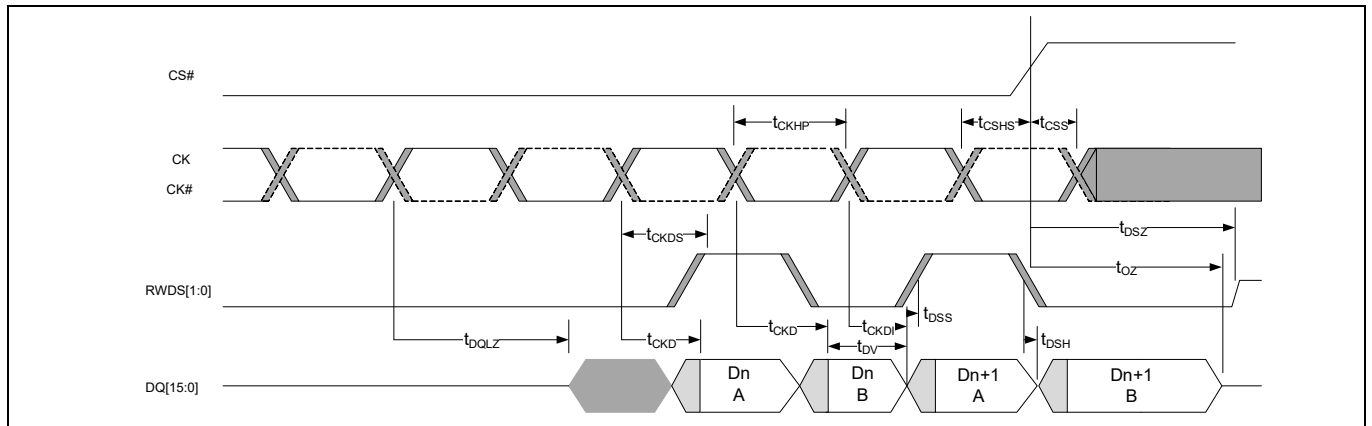 CS#
tCKHP
tCSHS
tCSS
CK
CK#
tCKDS
tDSZ
tOZ
RWDS[1:0]
tDQLZ
tCKD
tCKD
tCKDI
tDSS
tDV
tDSH
DQ[15:0]
Dn
A
Dn
B
Dn+1
A
Dn+1
B